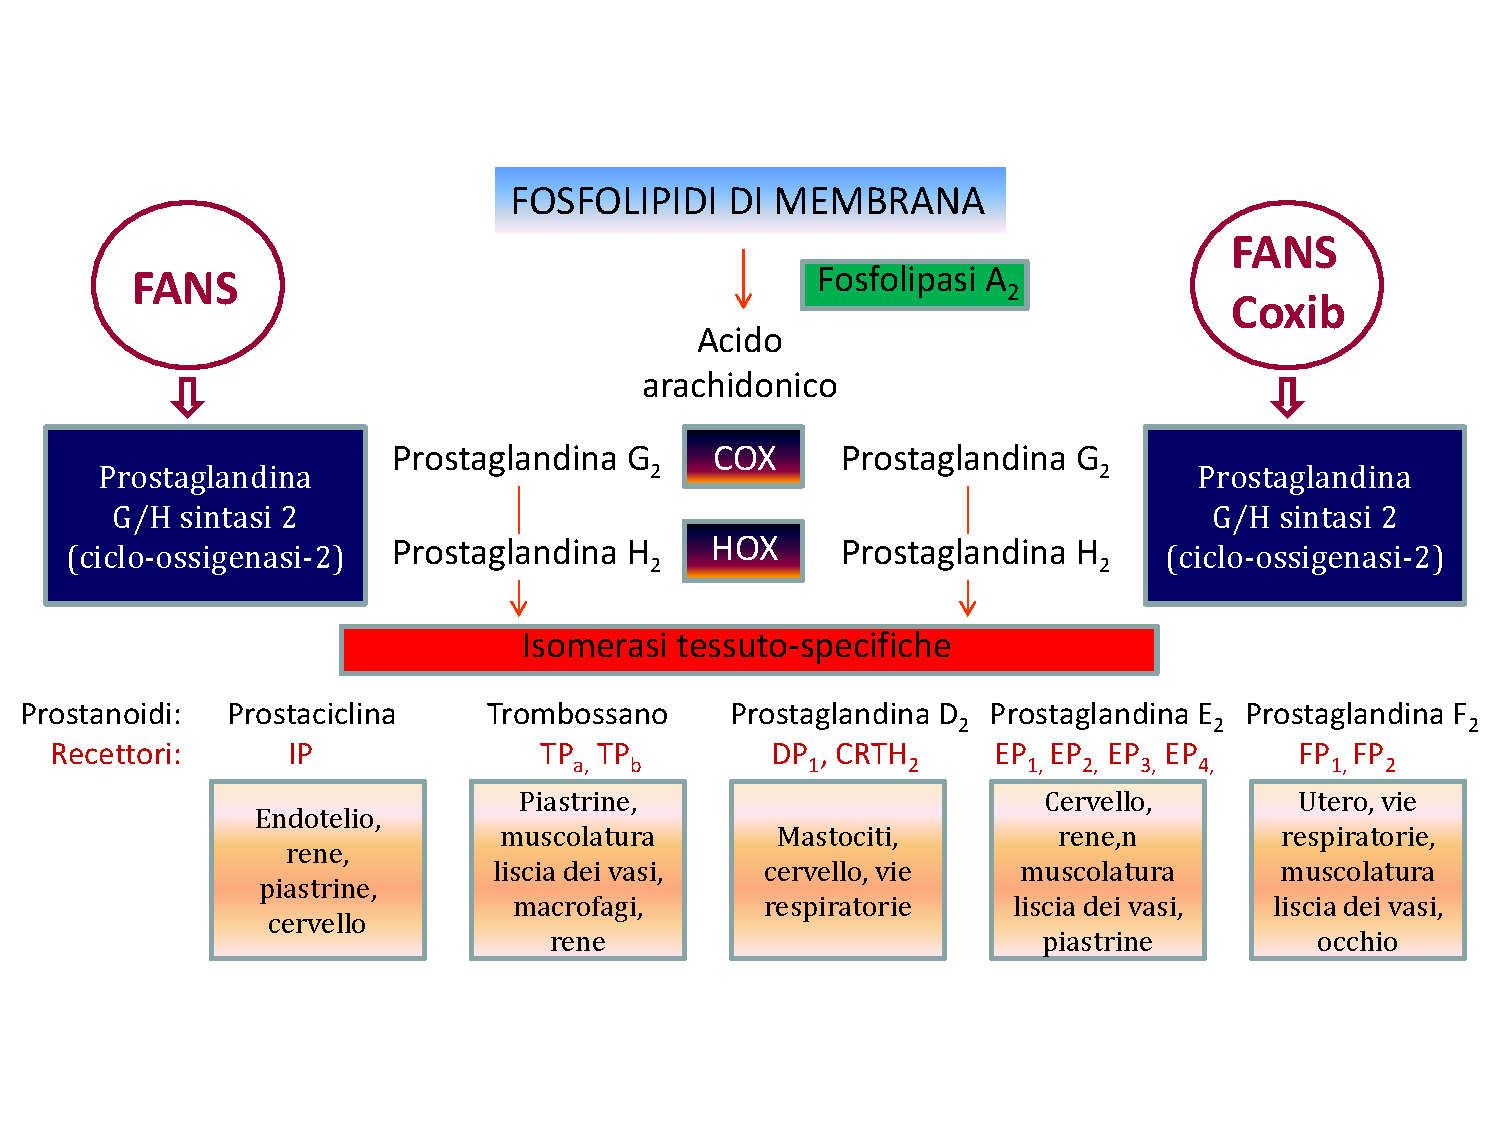 FOSFOLIPIDI DI MEMBRANA
FANS
FANS
Coxib
Fosfolipasi A2
Acido
arachidonico
Prostaglandina
G/H sintasi 2
(ciclo-ossigenasi-2)
Prostaglandina G2
COX
Prostaglandina G2
Prostaglandina H2
HOX
Prostaglandina H2
Prostaglandina
G/H sintasi 2
(ciclo-ossigenasi-2)
Isomerasi tessuto-specifiche
Prostanoidi: Prostaciclina Trombossano Prostaglandina D2 Prostaglandina E2 Prostaglandina F2
Recettori: IP TPa, TPb DP1, CRTH2 EP1, EP2, EP3, EP4, FP1, FP2
Endotelio,
rene,
piastrine,
cervello
Piastrine,
muscolatura
liscia dei vasi,
macrofagi,
rene
Mastociti,
cervello, vie
respiratorie
Cervello,
rene,n
muscolatura
liscia dei vasi,
piastrine
Utero, vie
respiratorie,
muscolatura
liscia dei vasi,
occhio